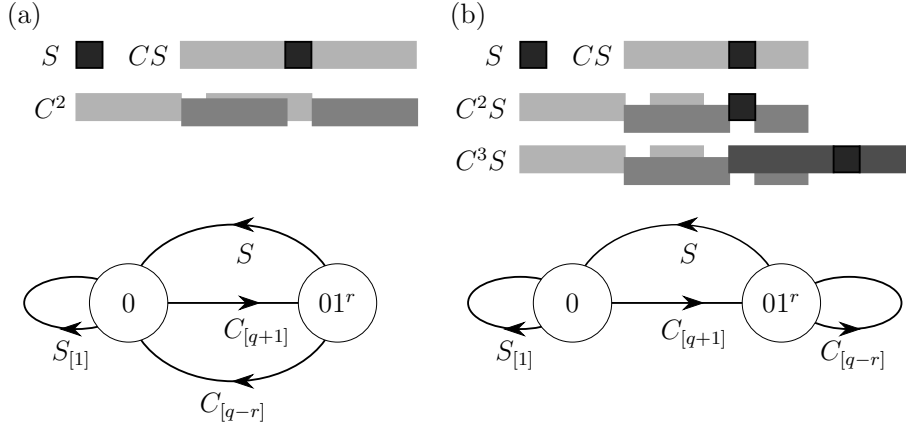 (a)
S CS
C^2
0 S 01^r
S_{[1]} C_{[q+1]}
C_{[q-r]}
(b)
S CS
C^2S
C^3S
0 S 01^r
S_{[1]} C_{[q+1]} C_{[q-r]}